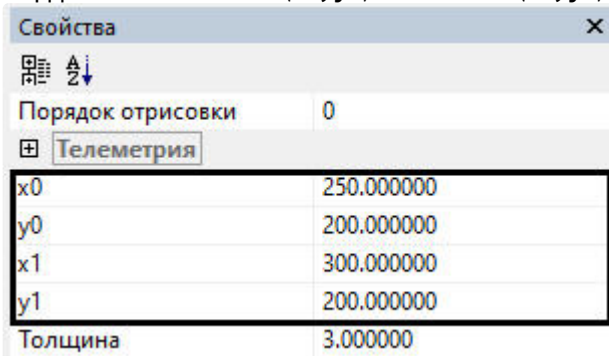 Свойства
Порядок отрисовки 0
Телеметрия
x0 250.000000
y0 200.000000
x1 300.000000
y1 200.000000
Толщина 3.000000